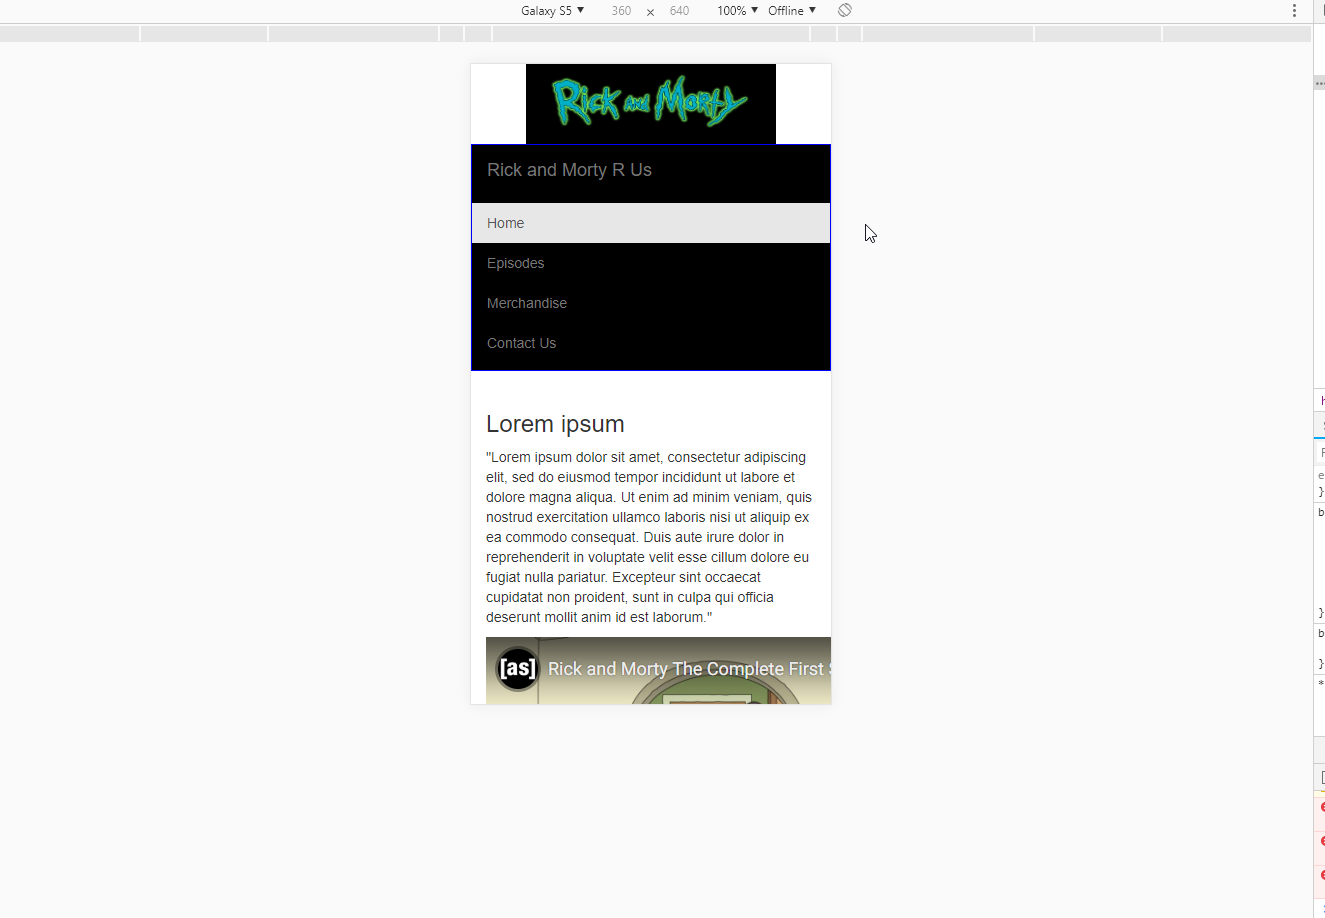 Galaxy S5 ▼ 360 × 640 100% ▼ Offline ▼
Rick and Morty
Rick and Morty R Us
Home
Episodes
Merchandise
Contact Us
Lorem ipsum
"Lorem ipsum dolor sit amet, consectetur adipiscing
elit, sed do eiusmod tempor incididunt ut labore et
dolore magna aliqua. Ut enim ad minim veniam, quis
nostrud exercitation ullamco laboris nisi ut aliquip ex
ea commodo consequat. Duis aute irure dolor in
reprehenderit in voluptate velit esse cillum dolore eu
fugiat nulla pariatur. Excepteur sint occaecat
cupidatat non proident, sunt in culpa qui officia
deserunt mollit anim id est laborum."
[as] Rick and Morty The Complete First